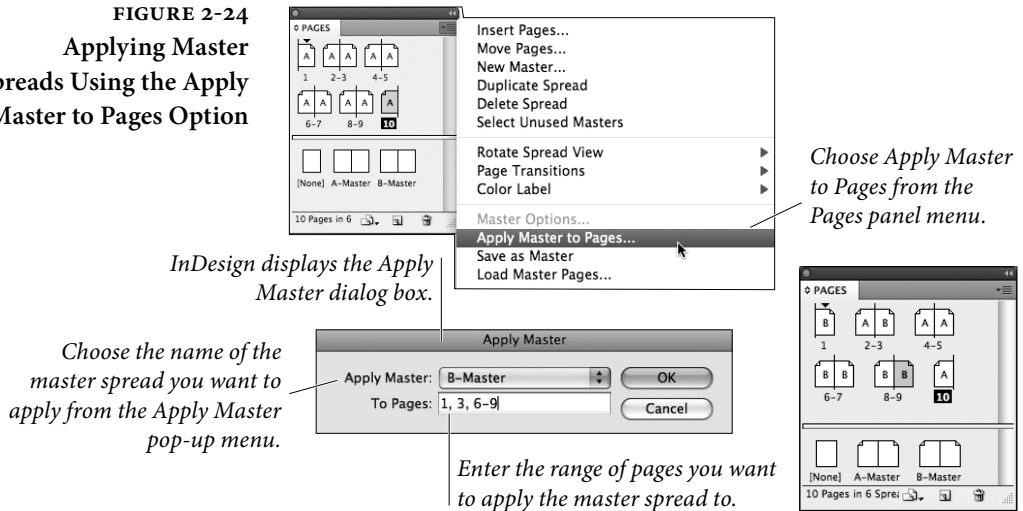 FIGURE 2-24
Applying Master
preads Using the Apply
Master to Pages Option
PAGES
A A A A A
1 2-3 4-5
A A A A A
6-7 8-9 10
[None] A-Master B-Master
10 Pages in 6
Insert Pages...
Move Pages...
New Master...
Duplicate Spread
Delete Spread
Select Unused Masters
Rotate Spread View
Page Transitions
Color Label
Master Options...
Apply Master to Pages...
Save as Master
Load Master Pages...
Choose Apply Master
to Pages from the
Pages panel menu.
InDesign displays the Apply
Master dialog box.
Choose the name of the
master spread you want to
apply from the Apply Master
pop-up menu.
Apply Master
Apply Master: B-Master OK
To Pages: 1, 3, 6-9 Cancel
Enter the range of pages you want
to apply the master spread to.
PAGES
B A B A A
1 2-3 4-5
B B B B A
6-7 8-9 10
[None] A-Master B-Master
10 Pages in 6 Sprea